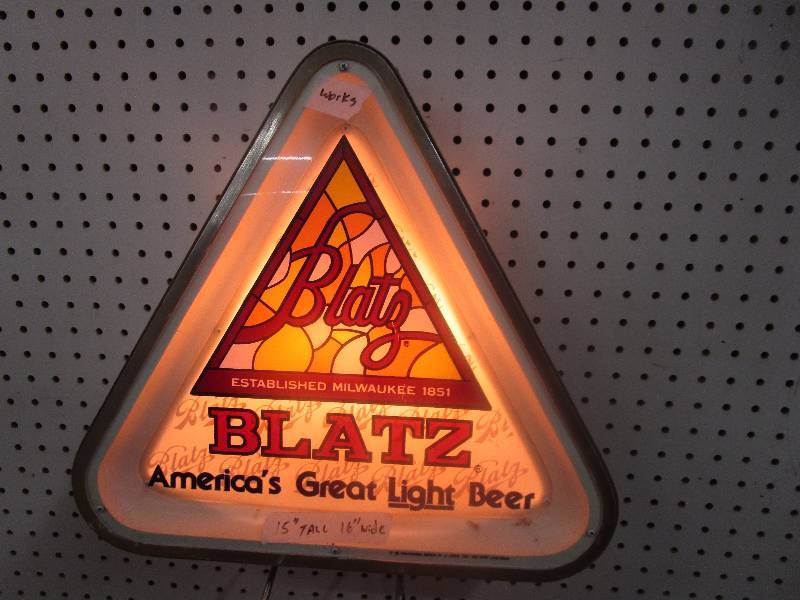 Works
Blatz
ESTABLISHED MILWAUKEE 1851
BLATZ
America's Great Light Beer
15" TALL 16" wide